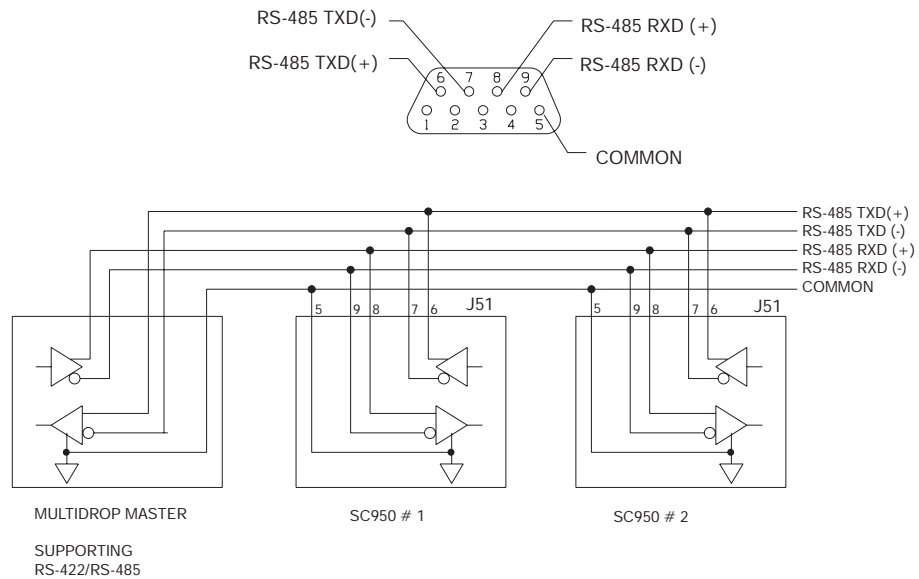 RS-485 TXD(-)
RS-485 RXD (+)
RS-485 TXD(+)
RS-485 RXD (-)
6 7 8 9
1 2 3 4 5
COMMON
RS-485 TXD(+)
RS-485 TXD (-)
RS-485 RXD (+)
RS-485 RXD (-)
COMMON
5 9 8 7 6 J51
5 9 8 7 6 J51
MULTIDROP MASTER
SUPPORTING
RS-422/RS-485
SC950 # 1
SC950 # 2